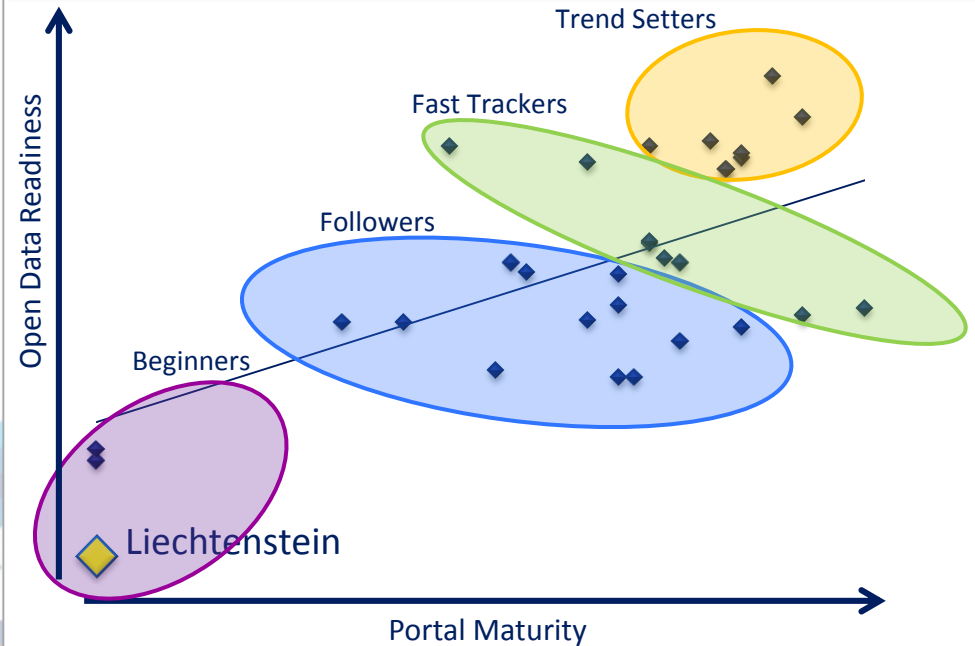 Trend Setters
Fast Trackers
Followers
Beginners
Liechtenstein
Open Data Readiness
Portal Maturity